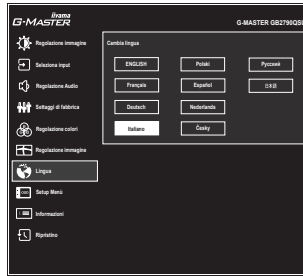 iiyama
G-MASTER
G-MASTER GB2790QSU
Regolazione immagine
Seleziona input
Regolazione Audio
Settaggi di fabbrica
Regolazione colori
Regolazione immagine
Lingua
Setup Menù
Informazioni
Ripristino
Cambia lingua
ENGLISH
Polski
Русский
Français
Español
日本語
Deutsch
Nederlands
Italiano
Česky
OSD